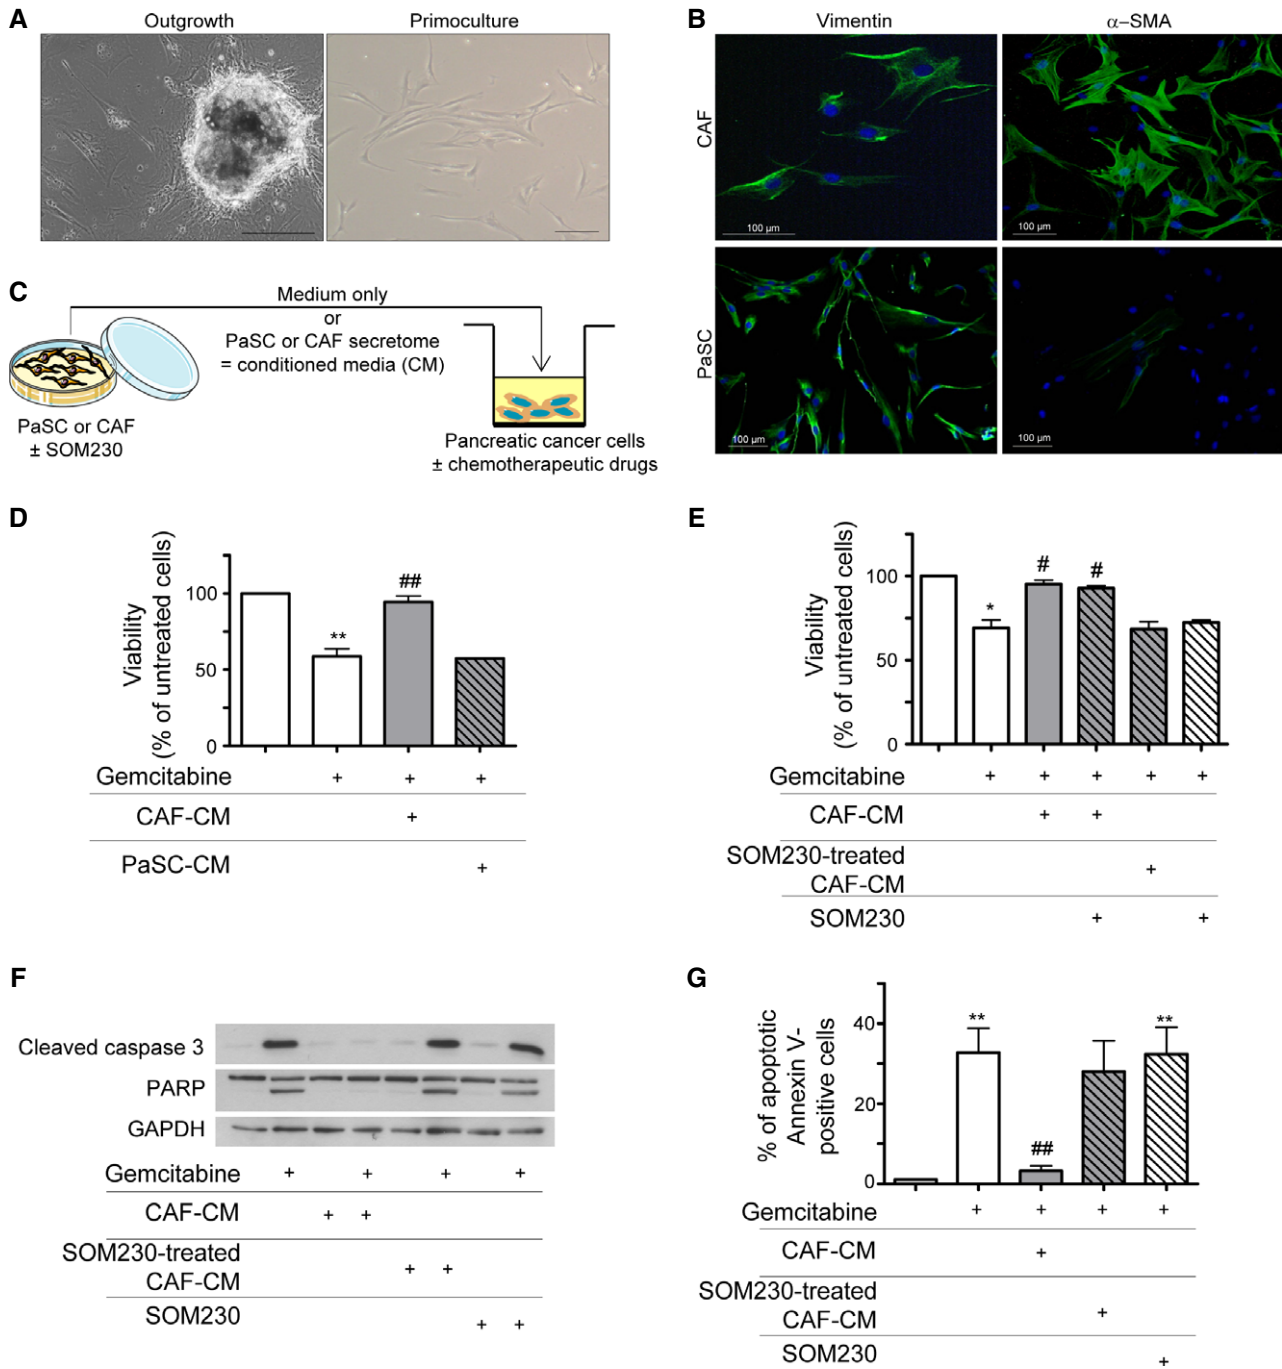 A
Outgrowth
Primoculture
B
Vimentin
α–SMA
CAF
PaSC
100 µm
100 µm
100 µm
100 µm
C
Medium only
or
PaSC or CAF secretome
= conditioned media (CM)
PaSC or CAF
± SOM230
Pancreatic cancer cells
± chemotherapeutic drugs
D
Viability
(% of untreated cells)
100
50
0
**
##
Gemcitabine + + +
CAF-CM +
PaSC-CM +
E
Viability
(% of untreated cells)
100
50
0
*
#
#
Gemcitabine + + + + +
CAF-CM + +
SOM230-treated
CAF-CM +
SOM230 + +
F
Cleaved caspase 3
PARP
GAPDH
Gemcitabine + + + +
CAF-CM + +
SOM230-treated
CAF-CM + +
SOM230 + +
G
% of apoptotic
Annexin V-
positive cells
40
20
0
**
##
**
Gemcitabine + + + +
CAF-CM +
SOM230-treated
CAF-CM +
SOM230 +